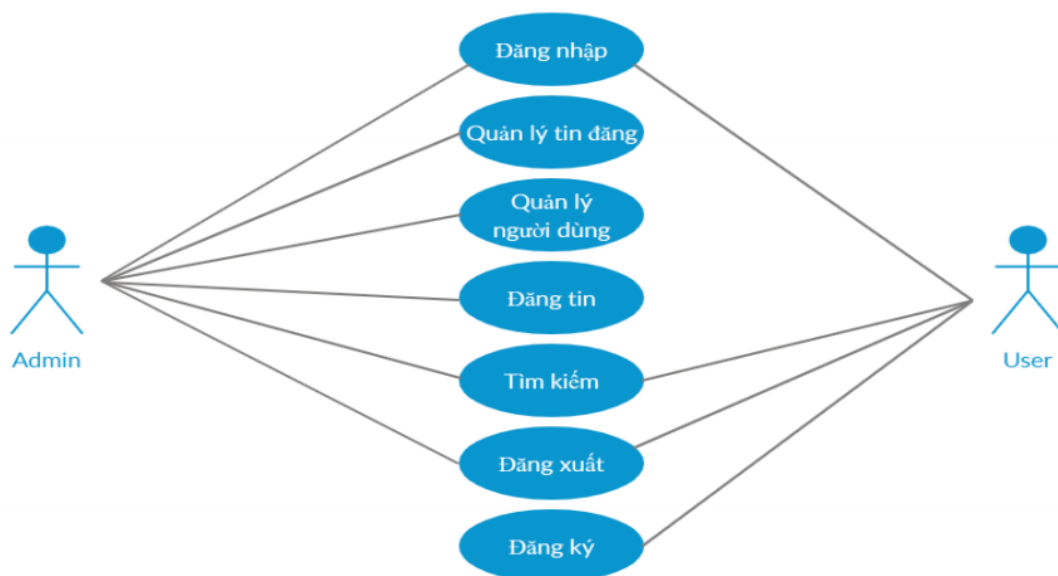 Đăng nhập
Quản lý tin đăng
Quản lý
người dùng
Đăng tin
Tìm kiếm
Đăng xuất
Đăng ký
Admin
User